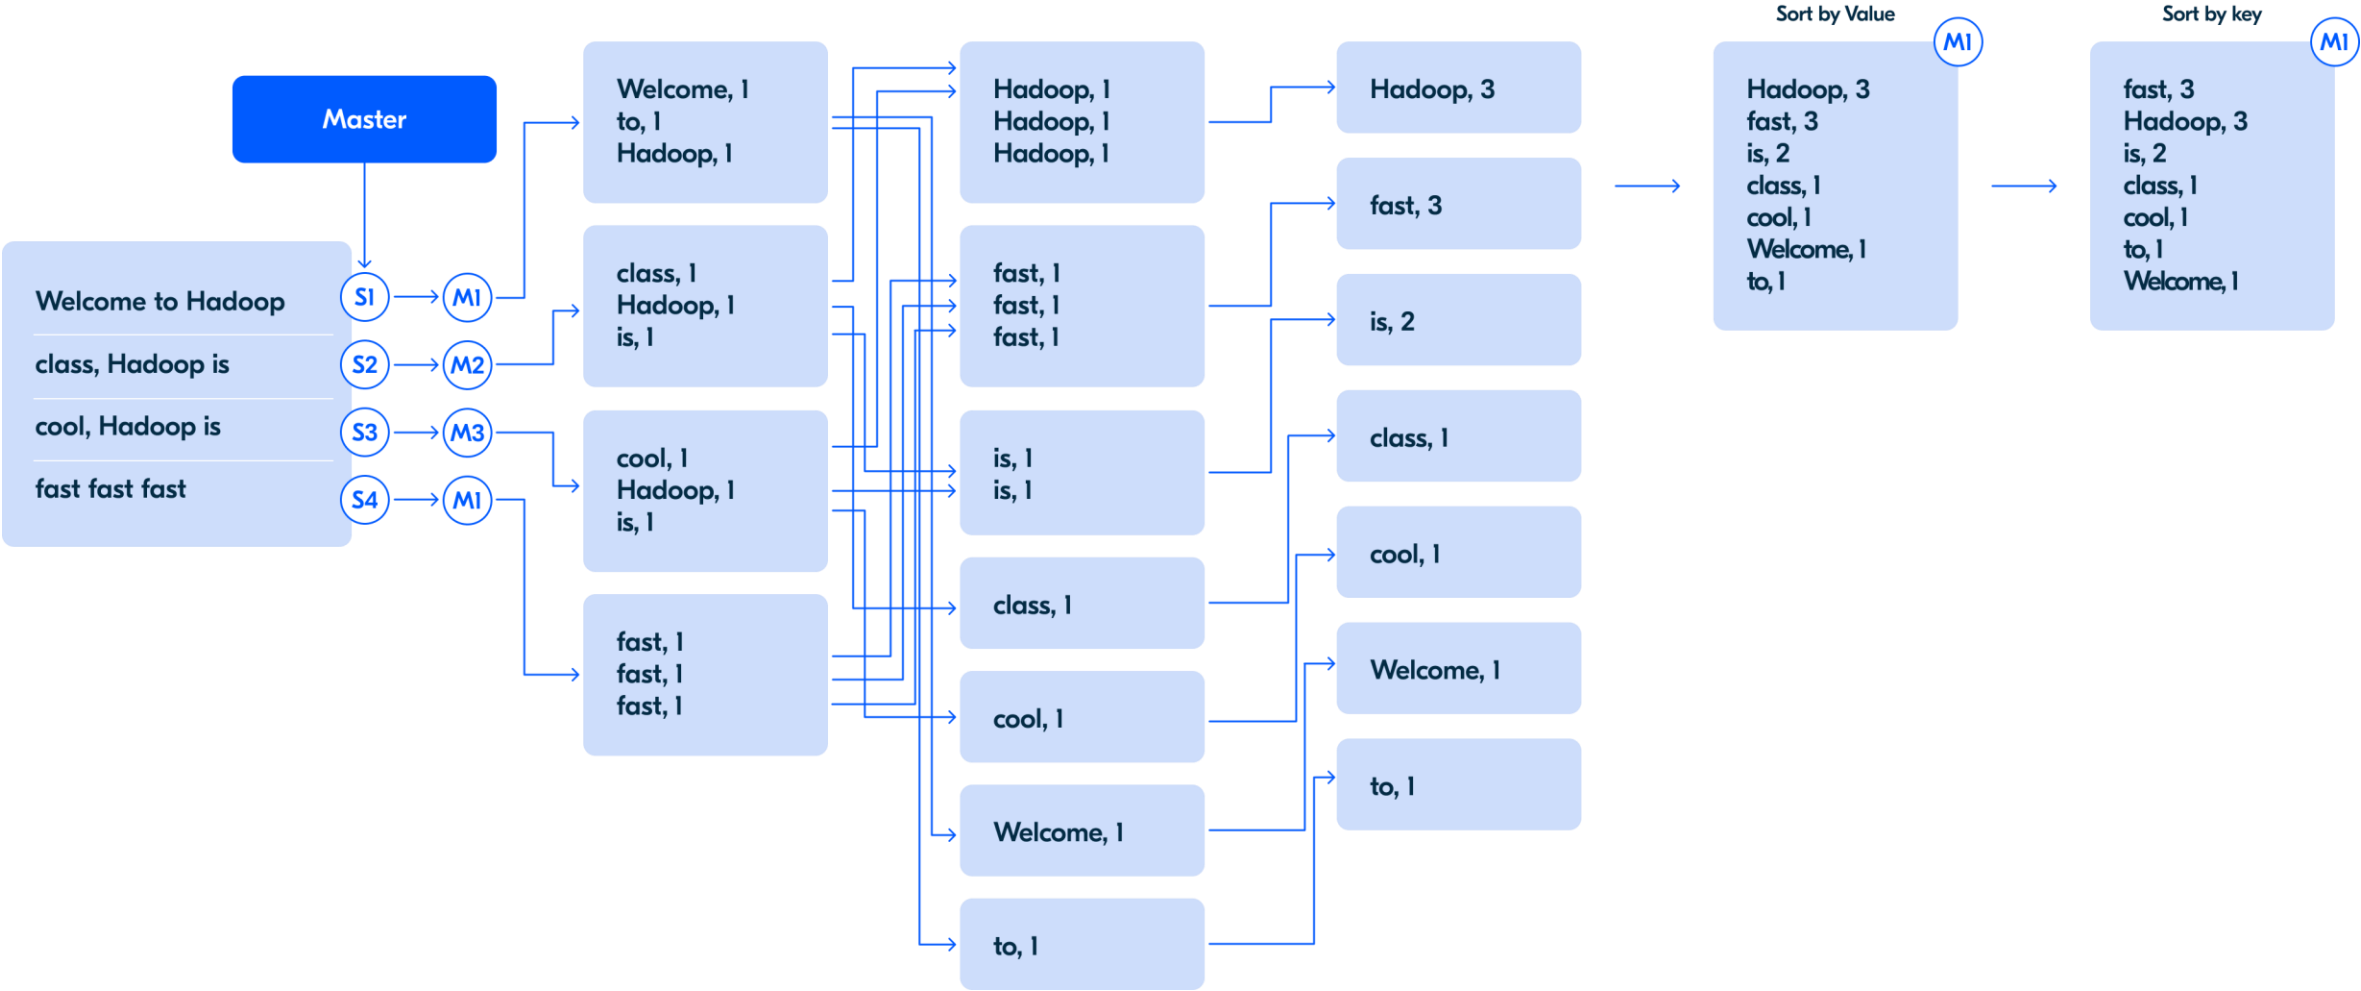 Master
Welcome to Hadoop
class, Hadoop is
cool, Hadoop is
fast fast fast
S1
M1
S2
M2
S3
M3
S4
M1
Welcome, 1
to, 1
Hadoop, 1
class, 1
Hadoop, 1
is, 1
cool, 1
Hadoop, 1
is, 1
fast, 1
fast, 1
fast, 1
Hadoop, 1
Hadoop, 1
Hadoop, 1
fast, 1
fast, 1
fast, 1
is, 1
is, 1
class, 1
cool, 1
Welcome, 1
to, 1
Hadoop, 3
fast, 3
is, 2
class, 1
cool, 1
Welcome, 1
to, 1
Sort by Value
M1
Hadoop, 3
fast, 3
is, 2
class, 1
cool, 1
Welcome, 1
to, 1
Sort by key
M1
fast, 3
Hadoop, 3
is, 2
class, 1
cool, 1
to, 1
Welcome, 1